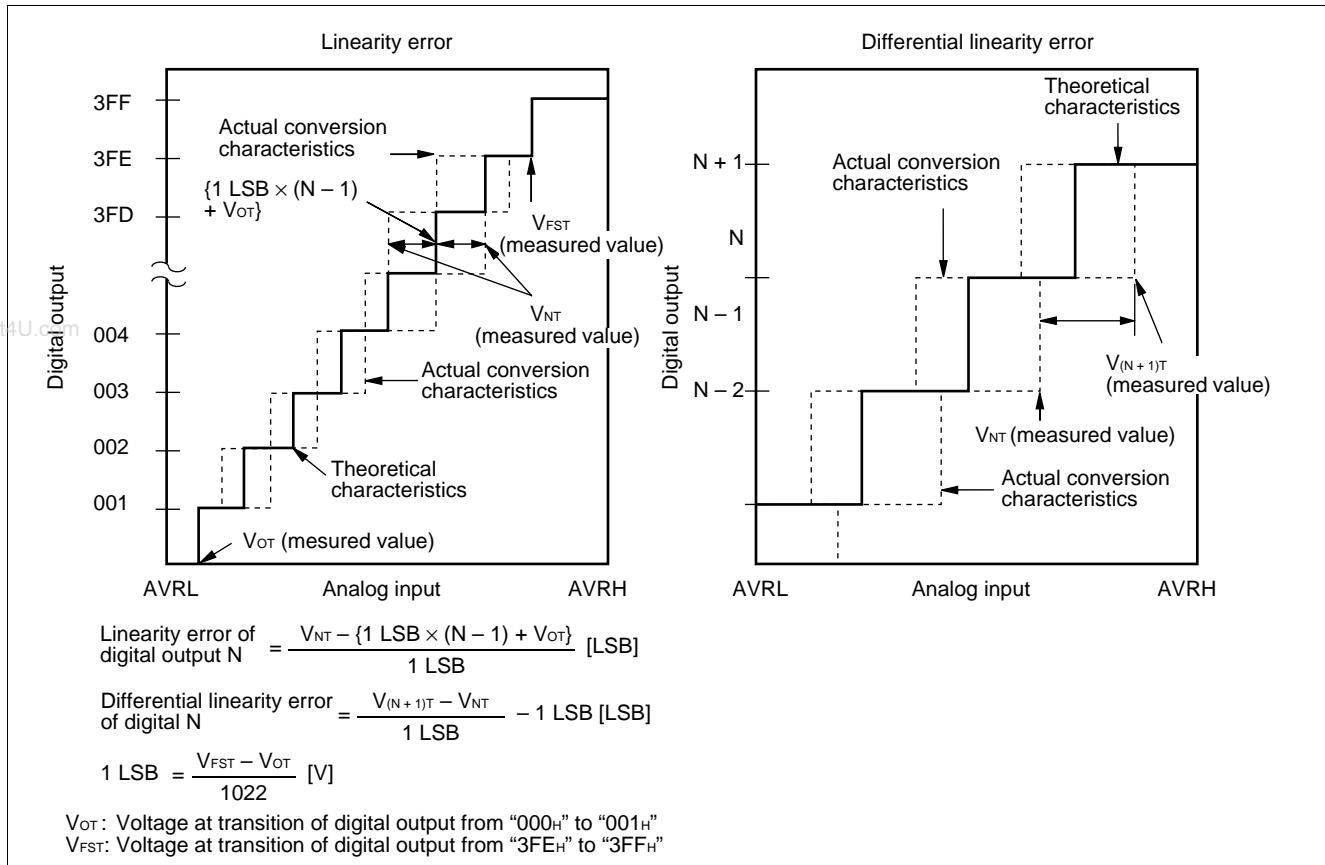 Linearity error
3FF
3FE
3FD
004
003
002
001
Digital output
Actual conversion
characteristics
{1 LSB × (N – 1)
+ VOT}
VFST
(measured value)
VNT
(measured value)
Actual conversion
characteristics
Theoretical
characteristics
VOT (mesured value)
AVRL
Analog input
AVRH
t4U.com
Differential linearity error
N + 1
N
N – 1
N – 2
Digital output
Theoretical
characteristics
Actual conversion
characteristics
V(N + 1)T
(measured value)
VNT (measured value)
Actual conversion
characteristics
AVRL
Analog input
AVRH
Linearity error of
digital output N
= VNT – {1 LSB × (N – 1) + VOT}
1 LSB
[LSB]
Differential linearity error
of digital N
= V(N + 1)T – VNT
1 LSB
– 1 LSB [LSB]
1 LSB = VFST – VOT
1022
[V]
VOT : Voltage at transition of digital output from “000H” to “001H”
VFST: Voltage at transition of digital output from “3FEH” to “3FFH”